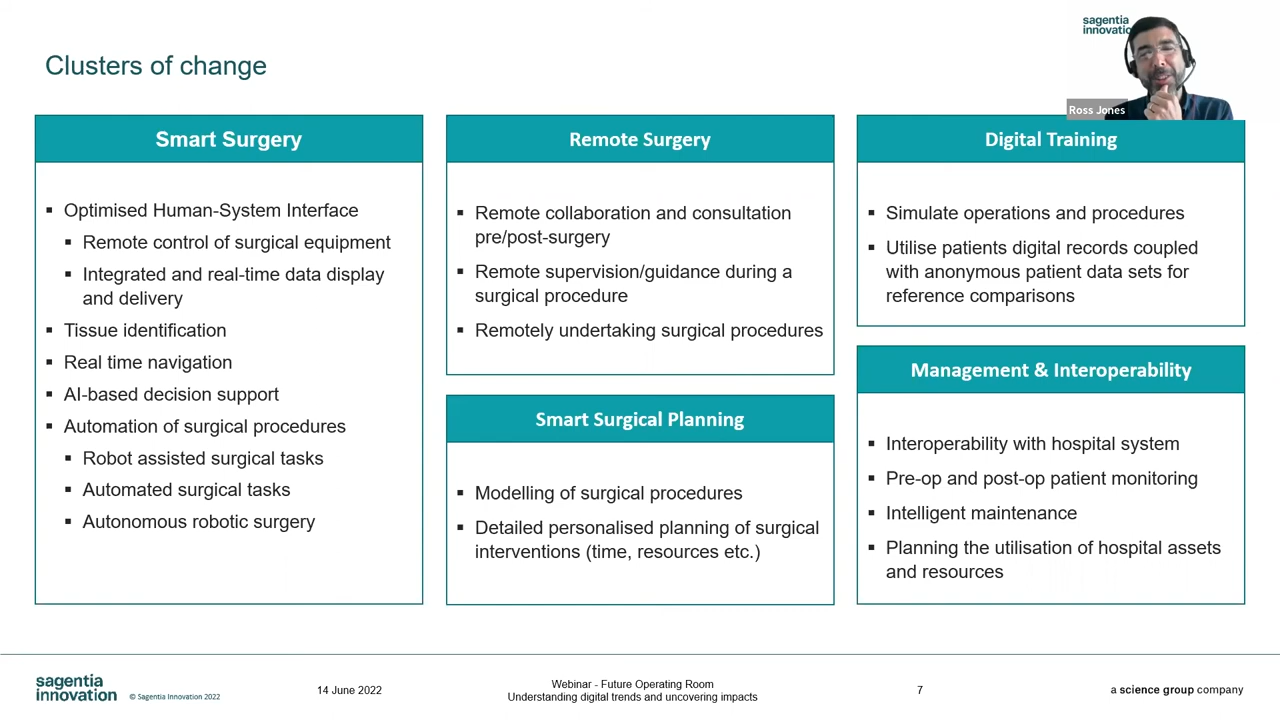 Clusters of change
sagentia
innovatio
Ross Jones
Smart Surgery
▪ Optimised Human-System Interface
▪ Remote control of surgical equipment
▪ Integrated and real-time data display
and delivery
▪ Tissue identification
▪ Real time navigation
▪ AI-based decision support
▪ Automation of surgical procedures
▪ Robot assisted surgical tasks
▪ Automated surgical tasks
▪ Autonomous robotic surgery
Remote Surgery
▪ Remote collaboration and consultation
pre/post-surgery
▪ Remote supervision/guidance during a
surgical procedure
▪ Remotely undertaking surgical procedures
Smart Surgical Planning
▪ Modelling of surgical procedures
▪ Detailed personalised planning of surgical
interventions (time, resources etc.)
Digital Training
▪ Simulate operations and procedures
▪ Utilise patients digital records coupled
with anonymous patient data sets for
reference comparisons
Management & Interoperability
▪ Interoperability with hospital system
▪ Pre-op and post-op patient monitoring
▪ Intelligent maintenance
▪ Planning the utilisation of hospital assets
and resources
sagentia
innovation
© Sagentia Innovation 2022
14 June 2022
Webinar - Future Operating Room
Understanding digital trends and uncovering impacts
7
a science group company